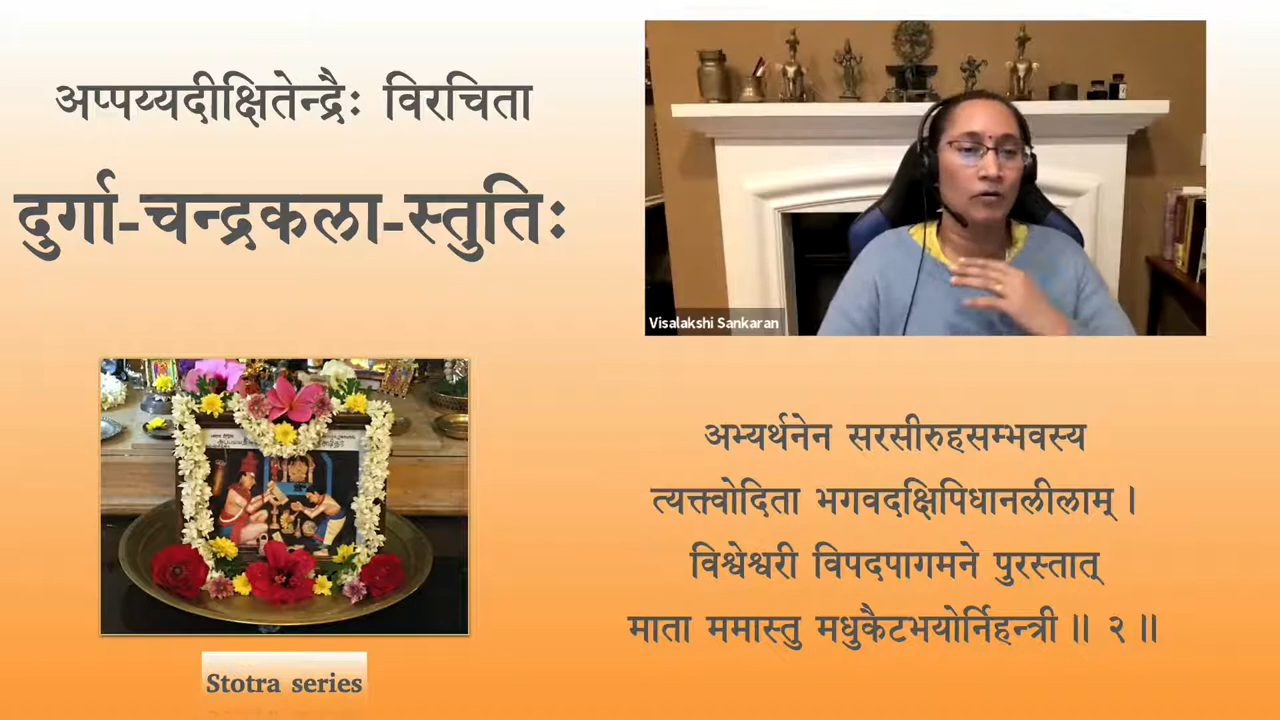 अप्पय्यदीक्षितेन्द्रैः विरचिता
दुर्गा-चन्द्रकला-स्तुतिः
Visalakshi Sankaran
अभ्यर्थनेन सरसीरुहसम्भवस्य
त्यक्त्वोदिता भगवदक्षिपिधानलीलाम् ।
विश्वेश्वरी विपदपागमने पुरस्तात्
माता ममास्तु मधुकैटभयोर्निहन्त्री ॥ २ ॥
Stotra series